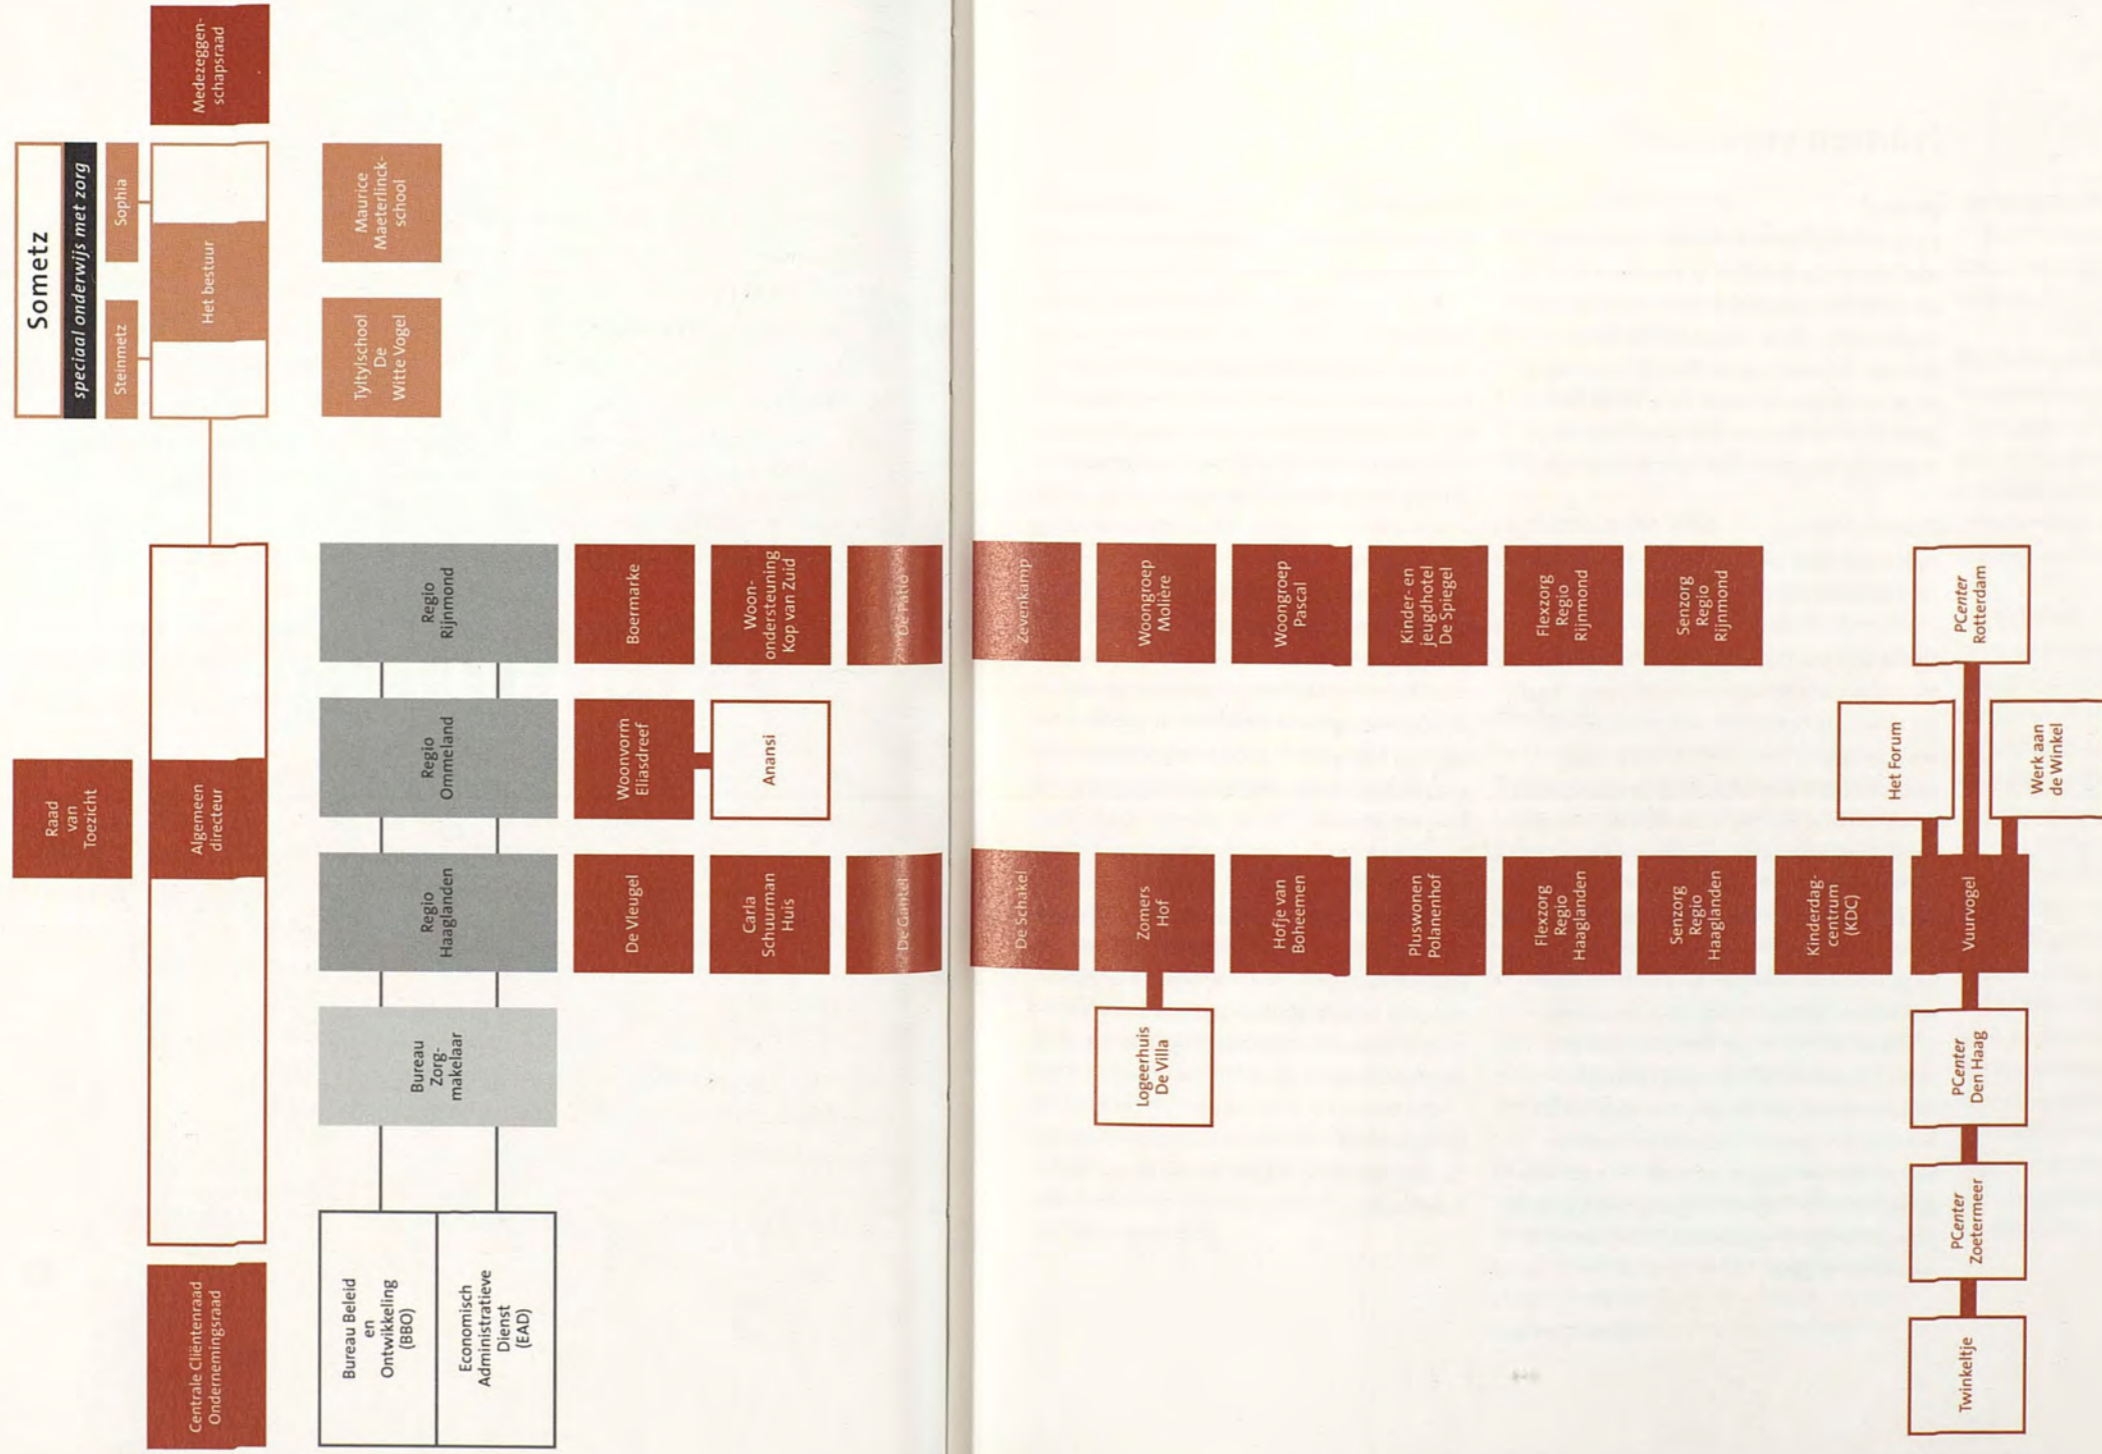 Sometz
speciaal onderwijs met zorg
Raad
van
Toezicht
Steinmetz
Sophia
Centrale Cliëntenraad
Ondernemingsraad
Algemeen
directeur
Het bestuur
Medezeggen-
schapsraad
Bureau Beleid
en
Ontwikkeling
(BBO)
Economisch
Administratieve
Dienst
(EAD)
Bureau
Zorg-
makelaar
Regio
Haaglanden
Regio
Ommeland
Regio
Rijnmond
Tyltylschool
De
Witte Vogel
Maurice
Maeterlinck-
school
De Vleugel
Woonvorm
Eliasdreef
Boermarke
Carla
Schuurman
Huis
Anansi
Woon-
ondersteuning
Kop van Zuid
De Gantel
De Patio
De Schakel
Zevenkamp
Logeerhuis
De Villa
Zomers
Hof
Woongroep
Molière
Hofje van
Boheemen
Woongroep
Pascal
Pluswonen
Polanenhof
Kinder- en
jeugdhotel
De Spiegel
Flexzorg
Regio
Haaglanden
Flexzorg
Regio
Rijnmond
Senzorg
Regio
Haaglanden
Senzorg
Regio
Rijnmond
Kinderdag-
centrum
(KDC)
Het Forum
Twinkeltje
PCenter
Zoetermeer
PCenter
Den Haag
Vuurvogel
PCenter
Rotterdam
Werk aan
de Winkel